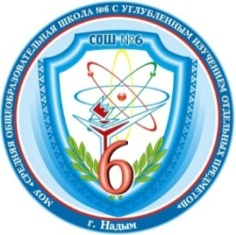 МОУ «СРЕДНЯЯ ОБЩЕОБРАЗОВАТЕЛЬНАЯ ШКОЛА №6 С УГЛУБЛЕННЫМ ИЗУЧЕНИЕМ ОТДЕЛЬНЫХ ПРЕДМЕТОВ»
СОШ №6
6
г. Надым